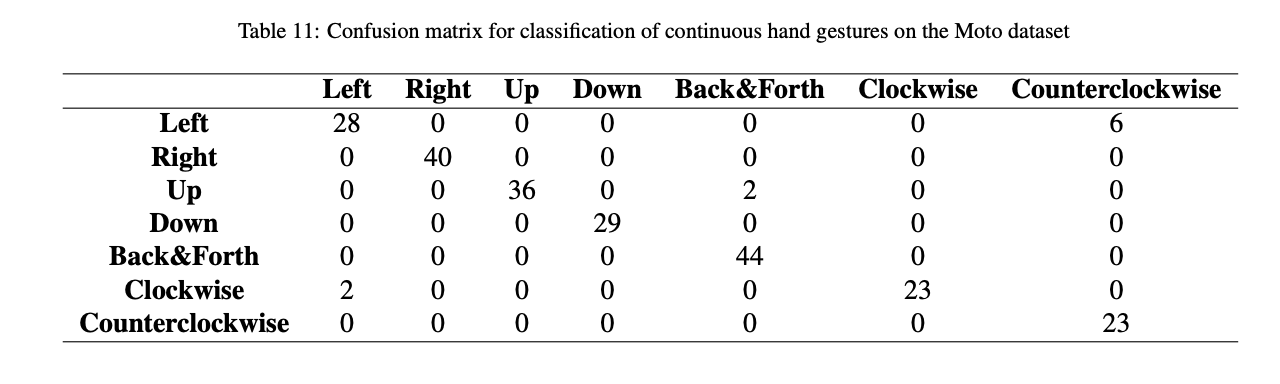 Table 11: Confusion matrix for classification of continuous hand gestures on the Moto dataset
Left Right Up Down Back&Forth Clockwise Counterclockwise
Left 28 0 0 0 0 0 6
Right 0 40 0 0 0 0 0
Up 0 0 36 0 2 0 0
Down 0 0 0 29 0 0 0
Back&Forth 0 0 0 0 44 0 0
Clockwise 2 0 0 0 0 23 0
Counterclockwise 0 0 0 0 0 0 23